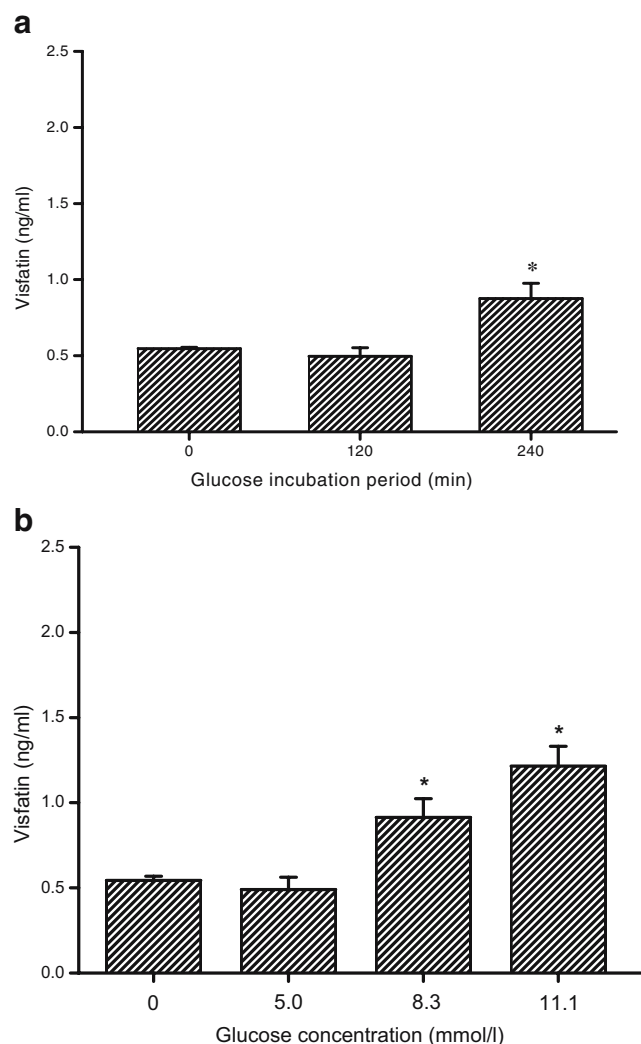 a
2.5
2.0
1.5
1.0
0.5
0.0
Visfatin (ng/ml)
*
0 120 240
Glucose incubation period (min)
b
2.5
2.0
1.5
1.0
0.5
0.0
Visfatin (ng/ml)
*
*
0 5.0 8.3 11.1
Glucose concentration (mmol/l)